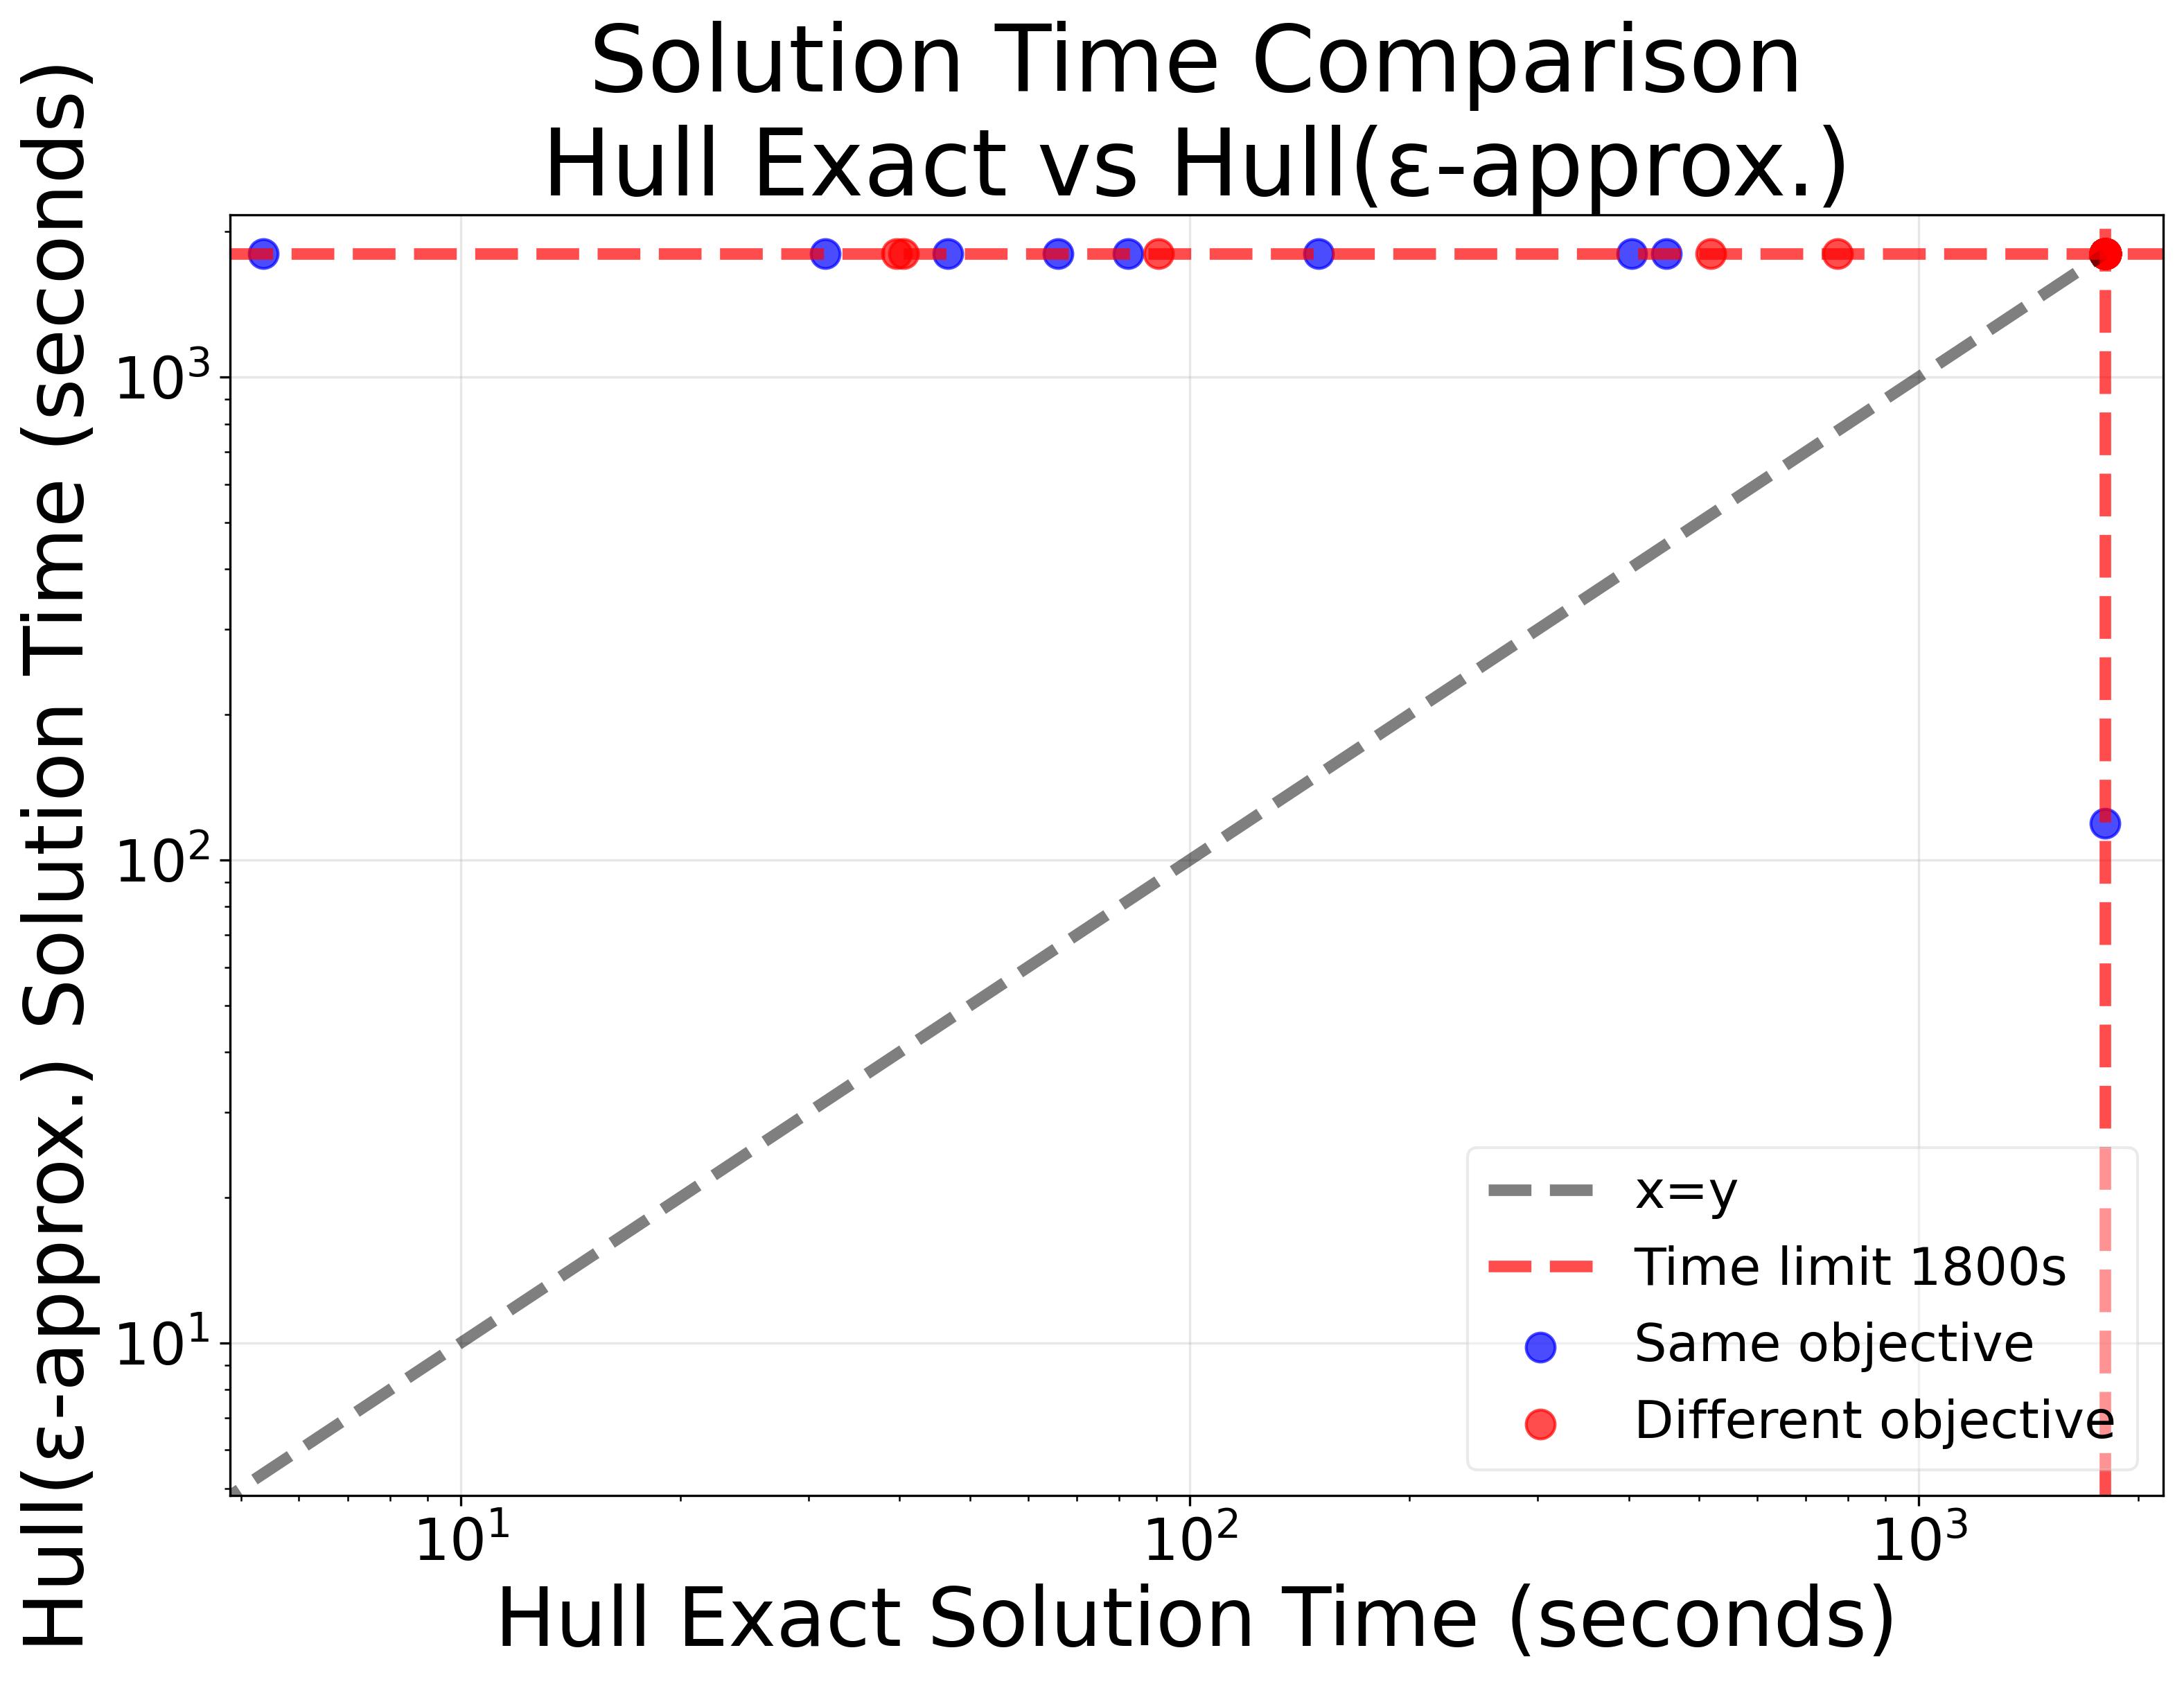 Solution Time Comparison
Hull Exact vs Hull(ε-approx.)
Hull(ε-approx.) Solution Time (seconds)
10³
10²
10¹
x=y
Time limit 1800s
Same objective
Different objective
10¹ 10² 10³
Hull Exact Solution Time (seconds)